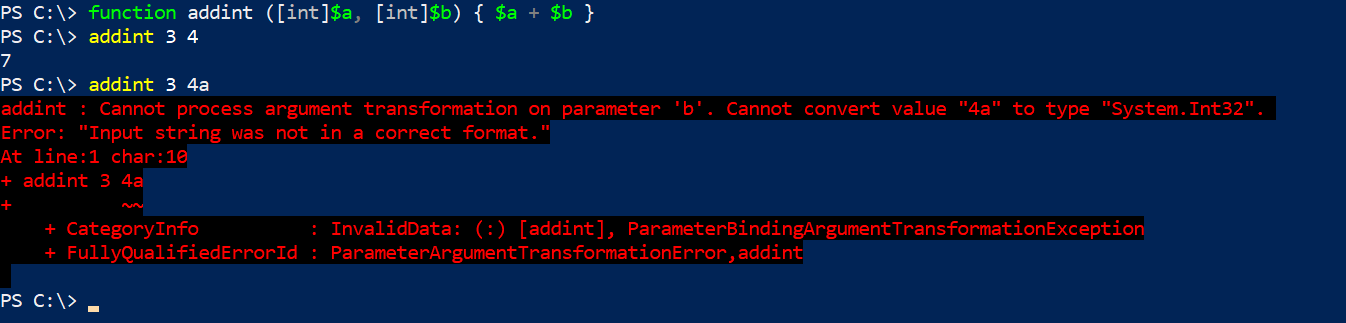 PS C:\> function addint ([int]$a, [int]$b) { $a + $b }
PS C:\> addint 3 4
7
PS C:\> addint 3 4a
addint : Cannot process argument transformation on parameter 'b'. Cannot convert value "4a" to type "System.Int32".
Error: "Input string was not in a correct format."
At line:1 char:10
+ addint 3 4a
+          ~~
    + CategoryInfo          : InvalidData: (:) [addint], ParameterBindingArgumentTransformationException
    + FullyQualifiedErrorId : ParameterArgumentTransformationError,addint
PS C:\>